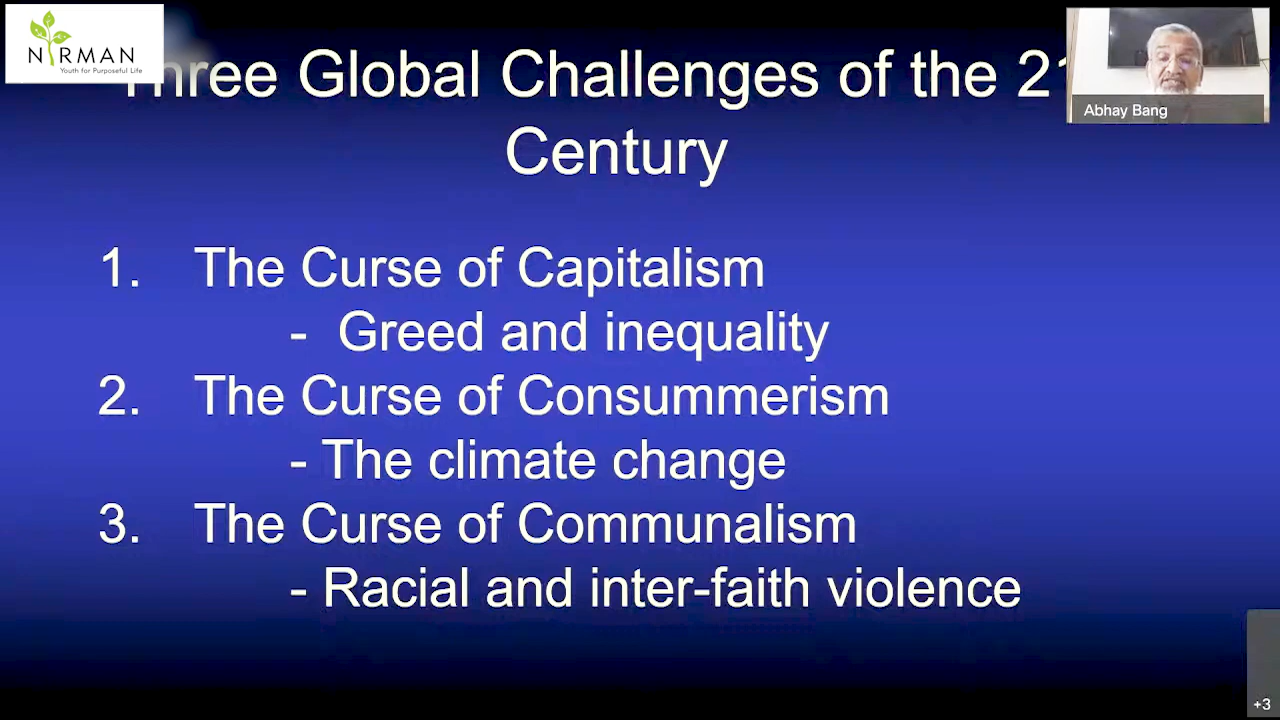 NIRMAN
Youth for Purposeful Life
Three Global Challenges of the 21
Century
Abhay Bang
1. The Curse of Capitalism
- Greed and inequality
2. The Curse of Consummerism
- The climate change
3. The Curse of Communalism
- Racial and inter-faith violence
+3